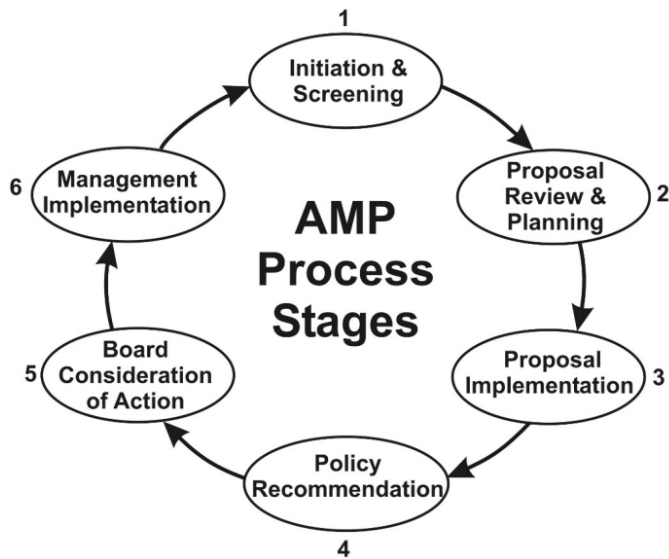 1
Initiation &
Screening
Proposal
Review &
Planning
2
Proposal
Implementation
3
Policy
Recommendation
4
Board
Consideration
of Action
5
Management
Implementation
6
AMP
Process
Stages